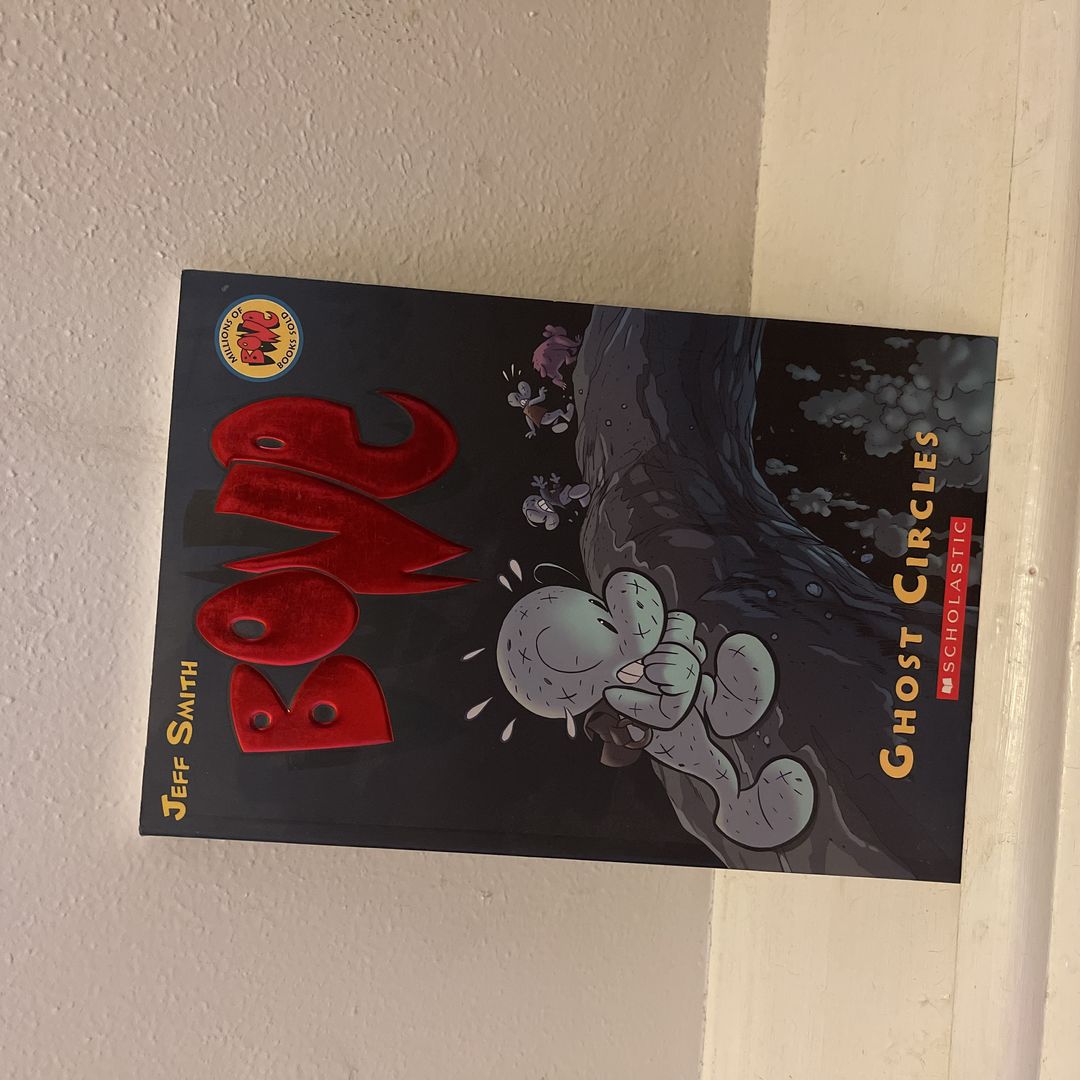 JEFF SMITH
MILLIONS OF
BONE
BOOKS SOLD
BONE
GHOST CIRCLES
SCHOLASTIC